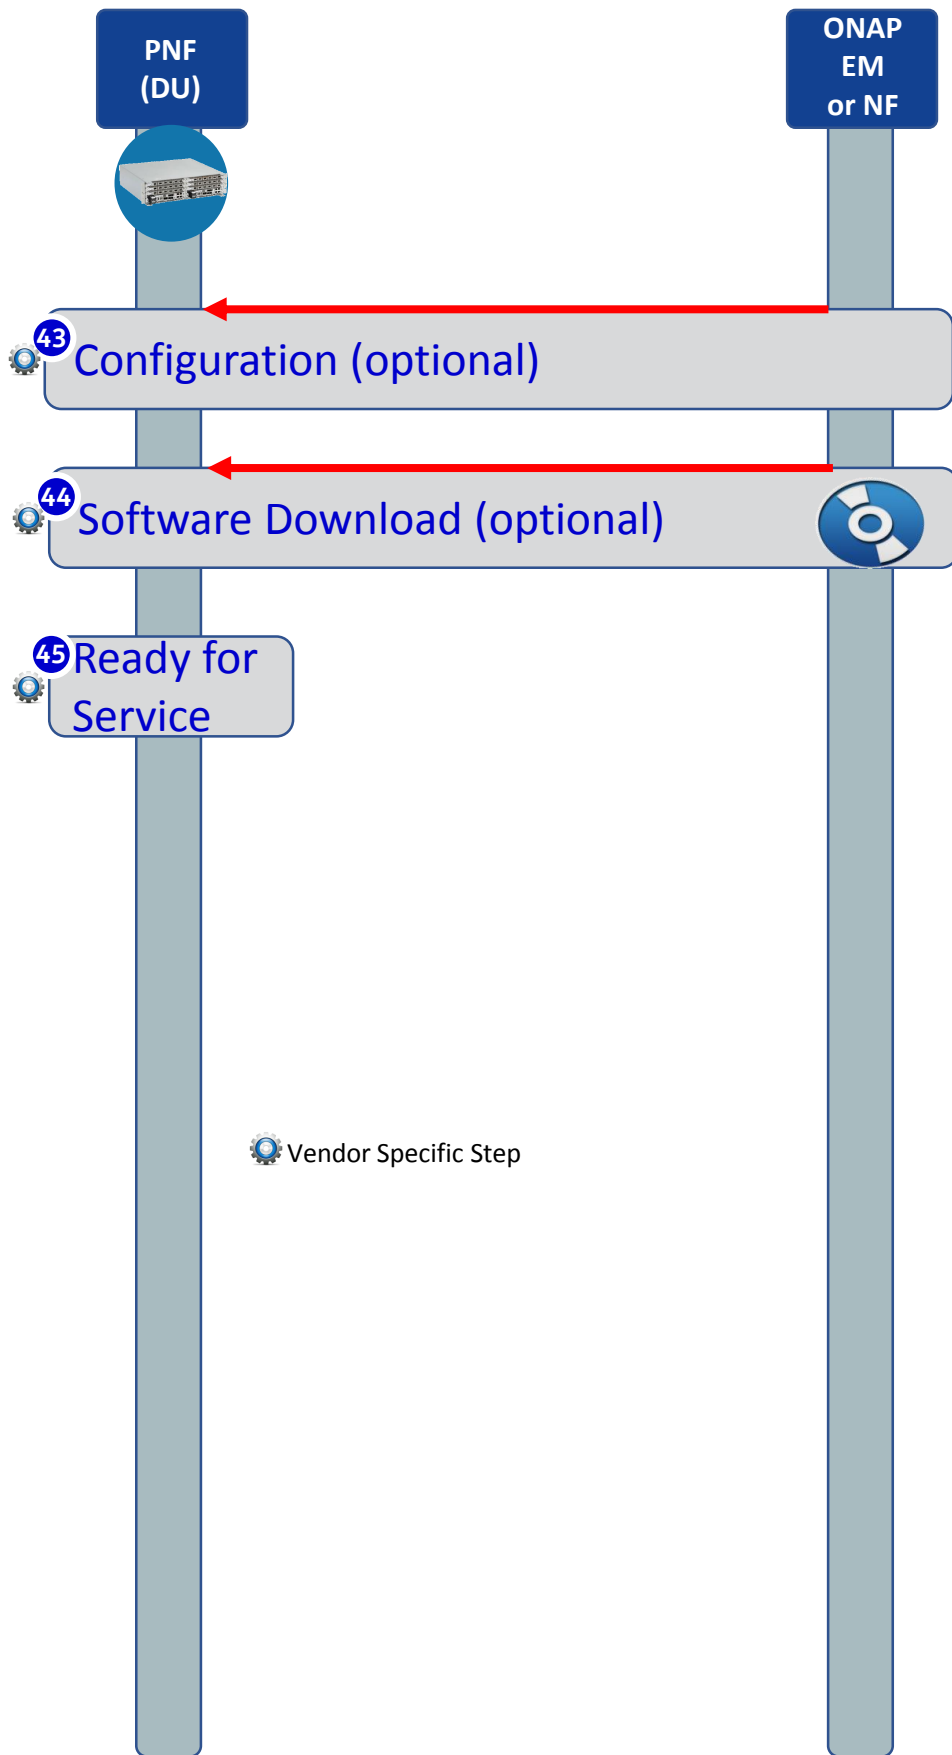 PNF
(DU)
ONAP
EM
or NF
43
Configuration (optional)
44
Software Download (optional)
45
Ready for
Service
Vendor Specific Step